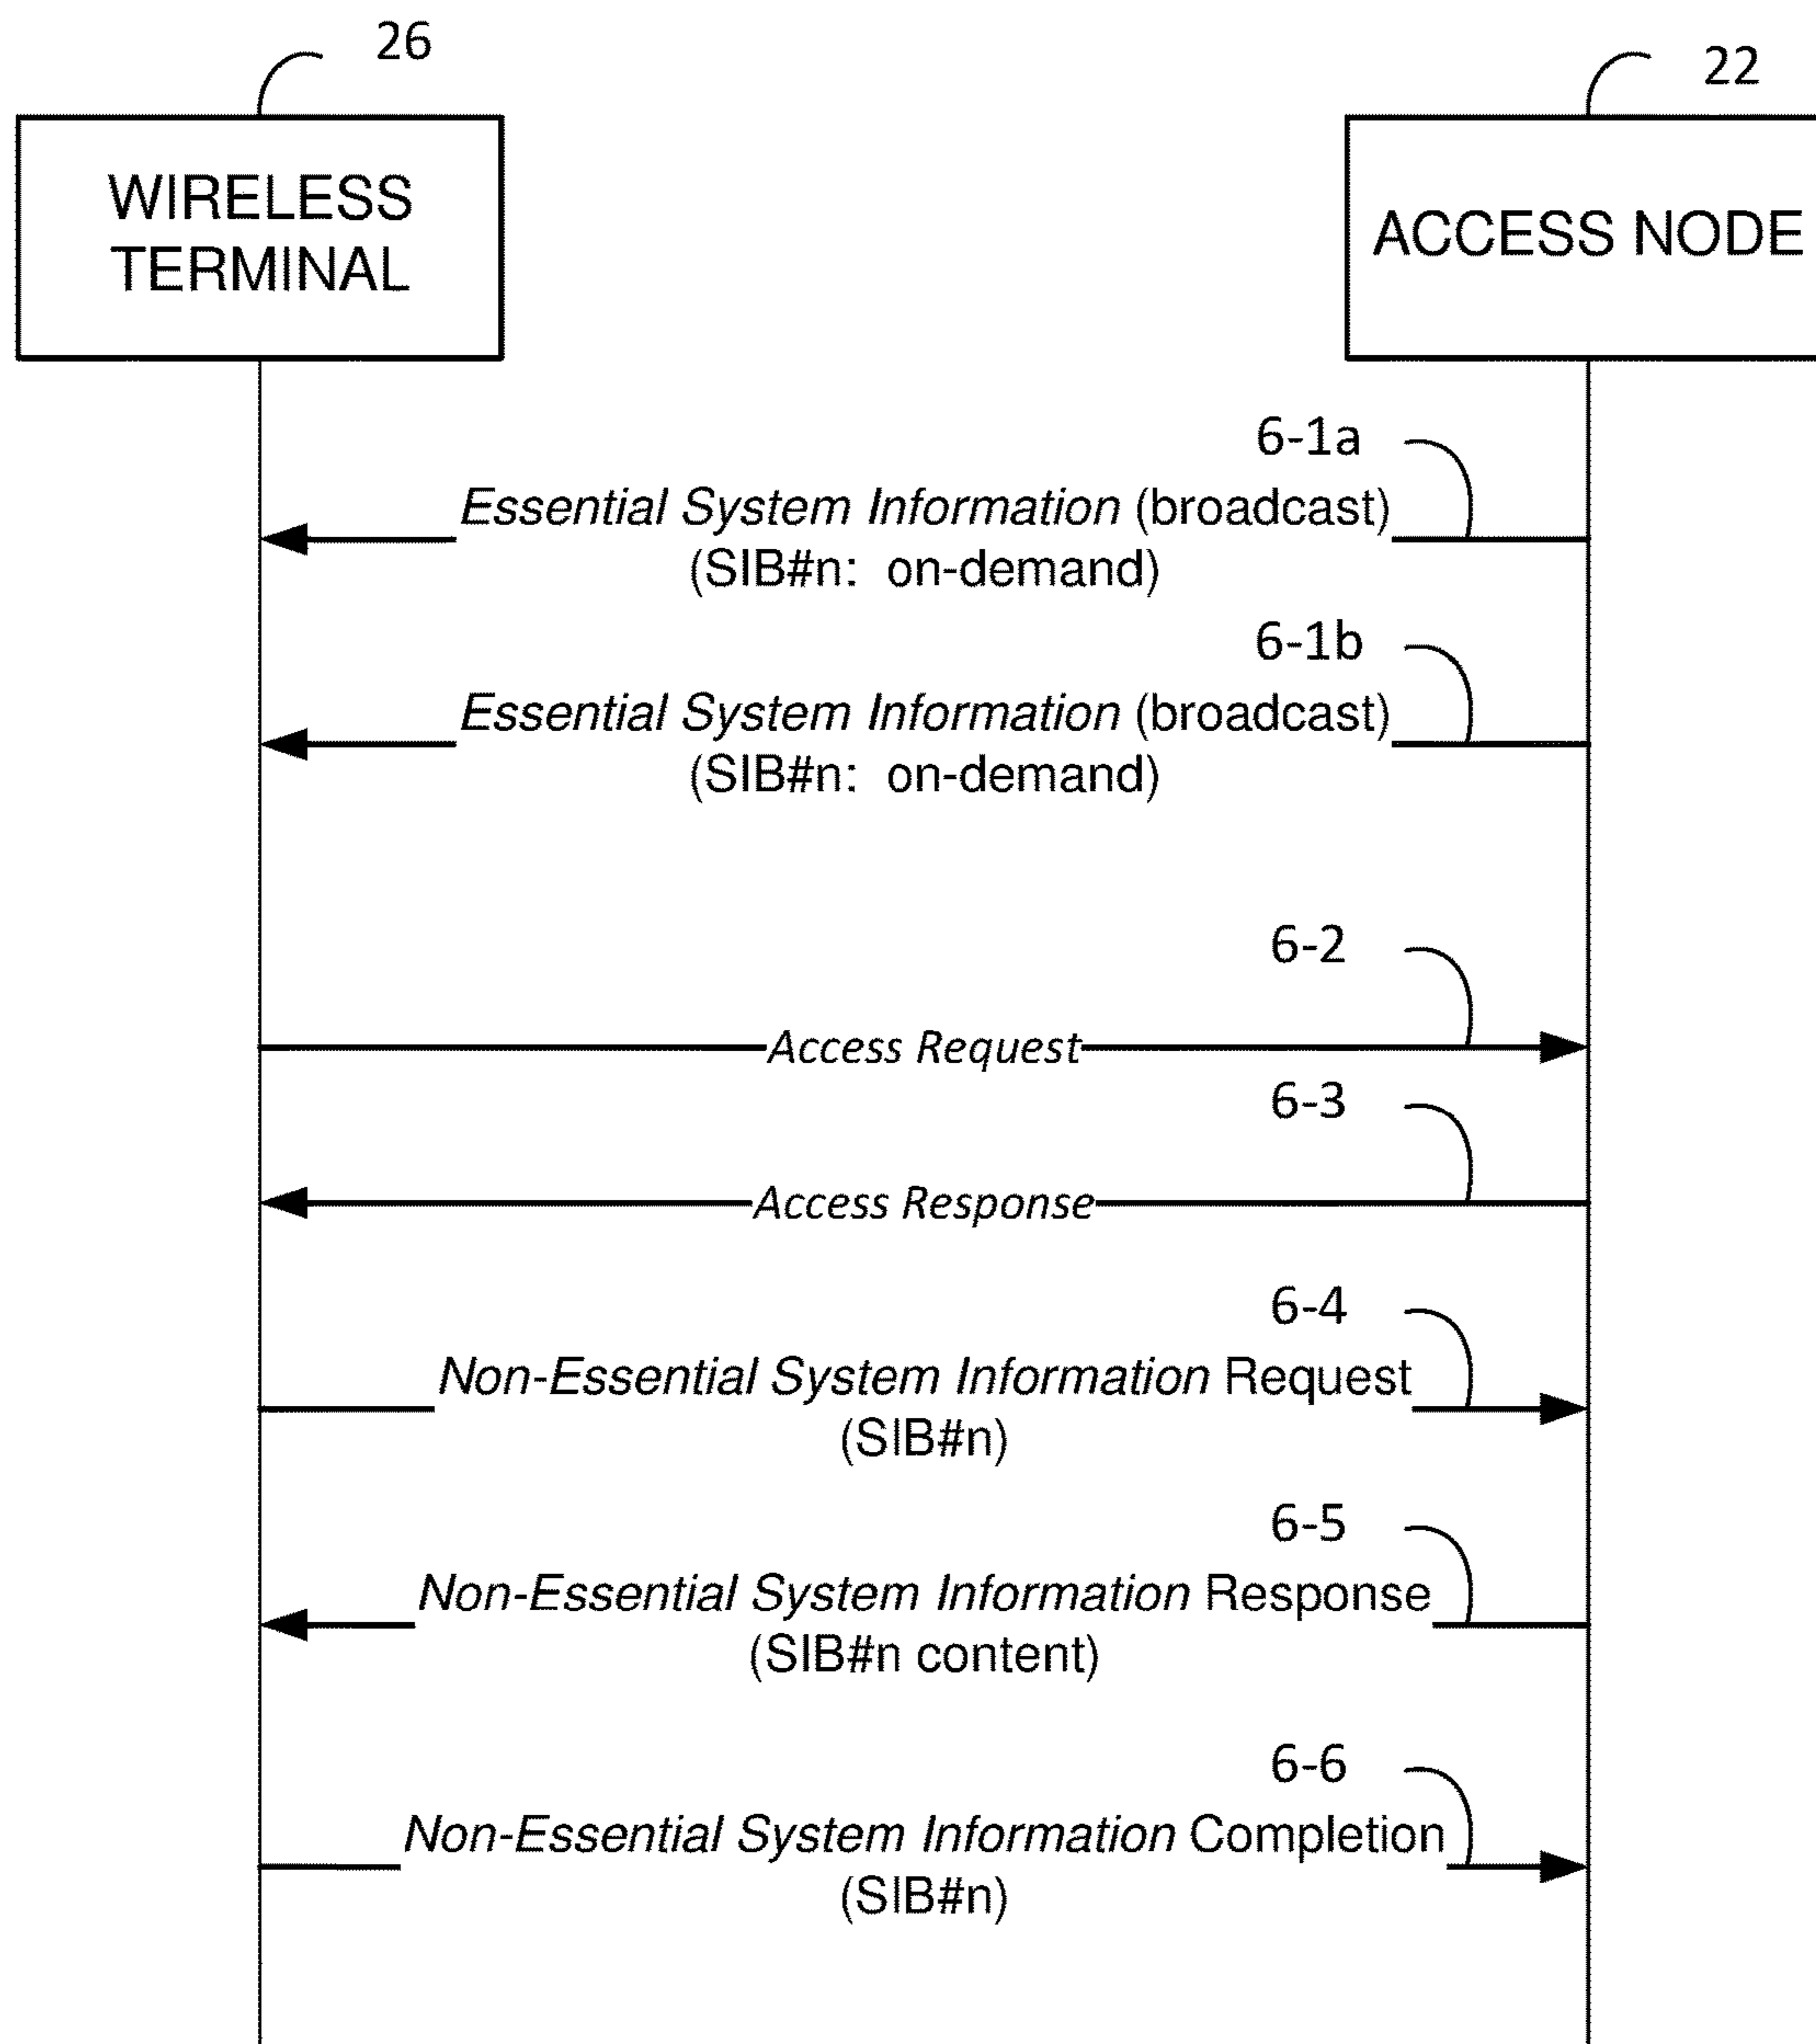 26
22
WIRELESS
TERMINAL
ACCESS NODE
6-1a
Essential System Information (broadcast)
(SIB#n: on-demand)
6-1b
Essential System Information (broadcast)
(SIB#n: on-demand)
6-2
Access Request
6-3
Access Response
6-4
Non-Essential System Information Request
(SIB#n)
6-5
Non-Essential System Information Response
(SIB#n content)
6-6
Non-Essential System Information Completion
(SIB#n)